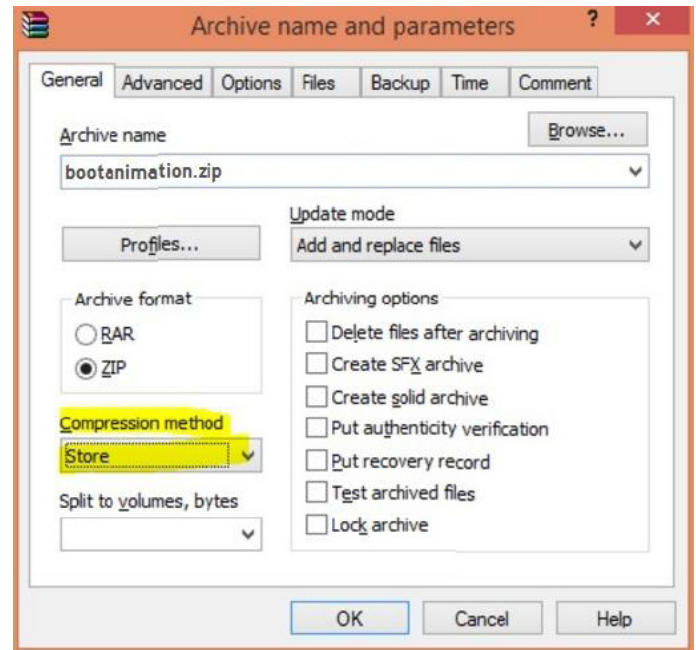 Archive name and parameters
?
×
General Advanced Options Files Backup Time Comment
Archive name
Browse...
bootanimation.zip
Profiles...
Update mode
Add and replace files
Archive format
RAR
ZIP
Compression method
Store
Split to volumes, bytes
Archiving options
Delete files after archiving
Create SFX archive
Create solid archive
Put authenticity verification
Put recovery record
Test archived files
Lock archive
OK Cancel Help